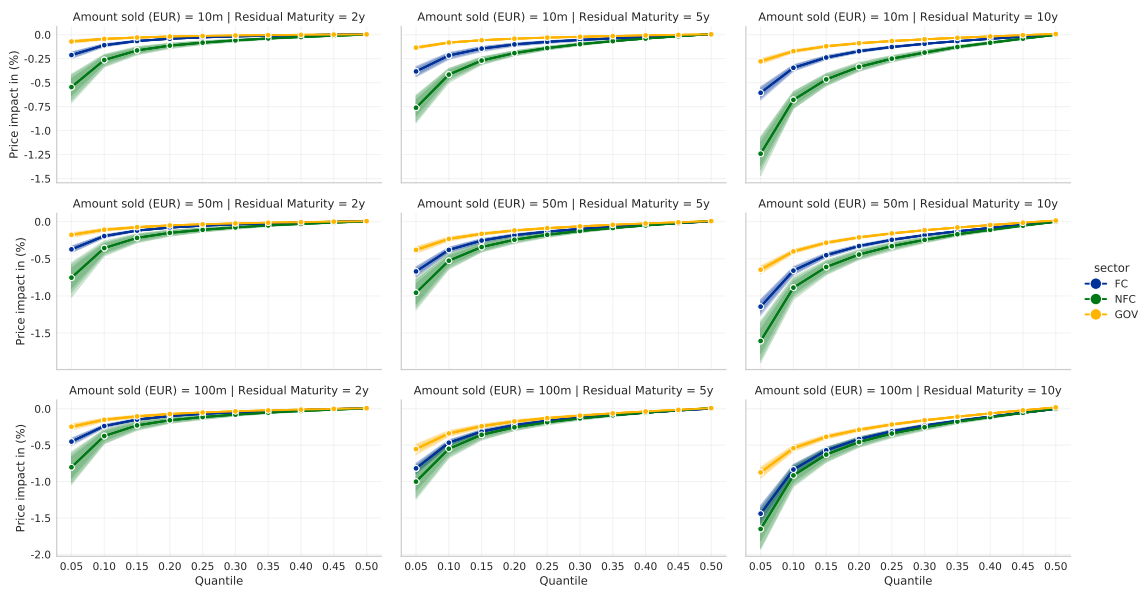 Amount sold (EUR) = 10m | Residual Maturity = 2y
Amount sold (EUR) = 10m | Residual Maturity = 5y
Amount sold (EUR) = 10m | Residual Maturity = 10y
Price impact in (%)
0.0
-0.25
-0.5
-0.75
-1.0
-1.25
-1.5
Amount sold (EUR) = 50m | Residual Maturity = 2y
Amount sold (EUR) = 50m | Residual Maturity = 5y
Amount sold (EUR) = 50m | Residual Maturity = 10y
Price impact in (%)
0.0
-0.5
-1.0
-1.5
sector
FC
NFC
GOV
Amount sold (EUR) = 100m | Residual Maturity = 2y
Amount sold (EUR) = 100m | Residual Maturity = 5y
Amount sold (EUR) = 100m | Residual Maturity = 10y
Price impact in (%)
0.0
-0.5
-1.0
-1.5
-2.0
0.05 0.10 0.15 0.20 0.25 0.30 0.35 0.40 0.45 0.50
0.05 0.10 0.15 0.20 0.25 0.30 0.35 0.40 0.45 0.50
0.05 0.10 0.15 0.20 0.25 0.30 0.35 0.40 0.45 0.50
Quantile
Quantile
Quantile